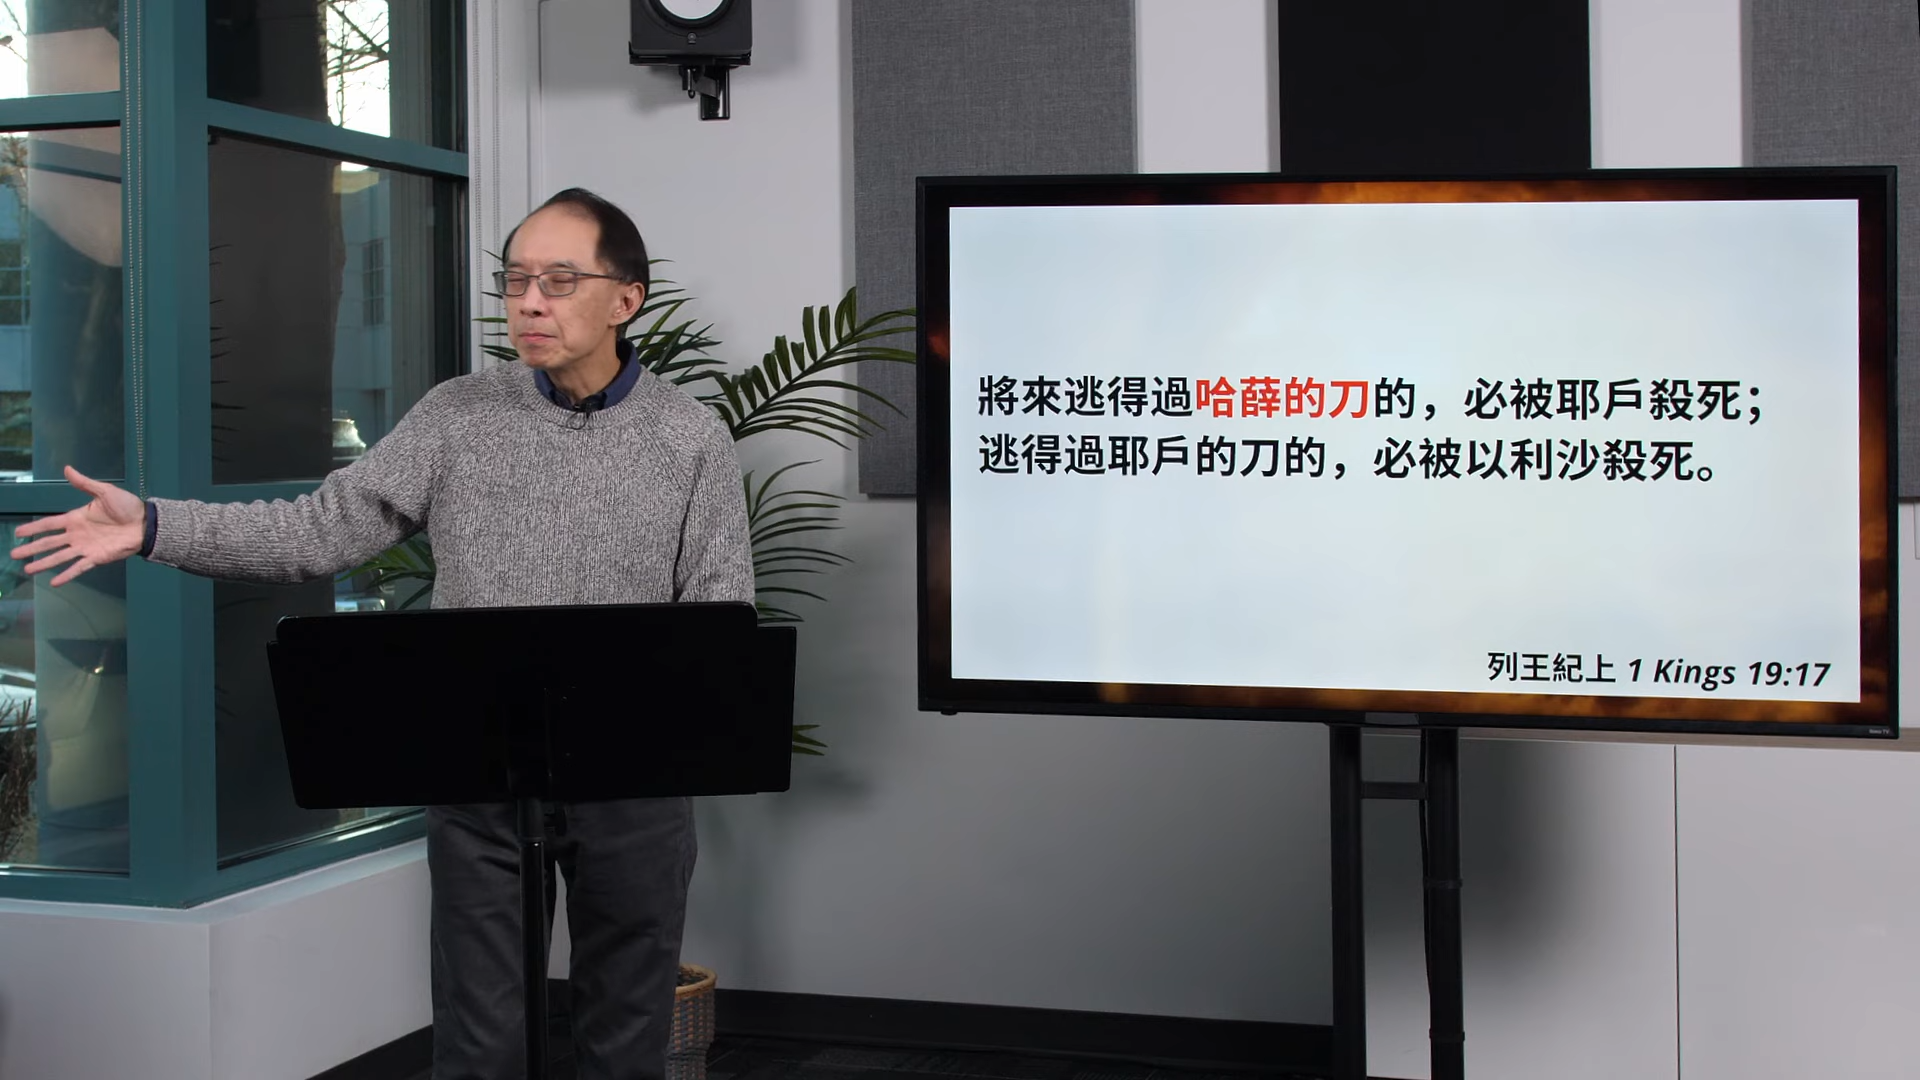 將來逃得過哈薛的刀的，必被耶戶殺死；
逃得過耶戶的刀的，必被以利沙殺死。
列王紀上 1 Kings 19:17